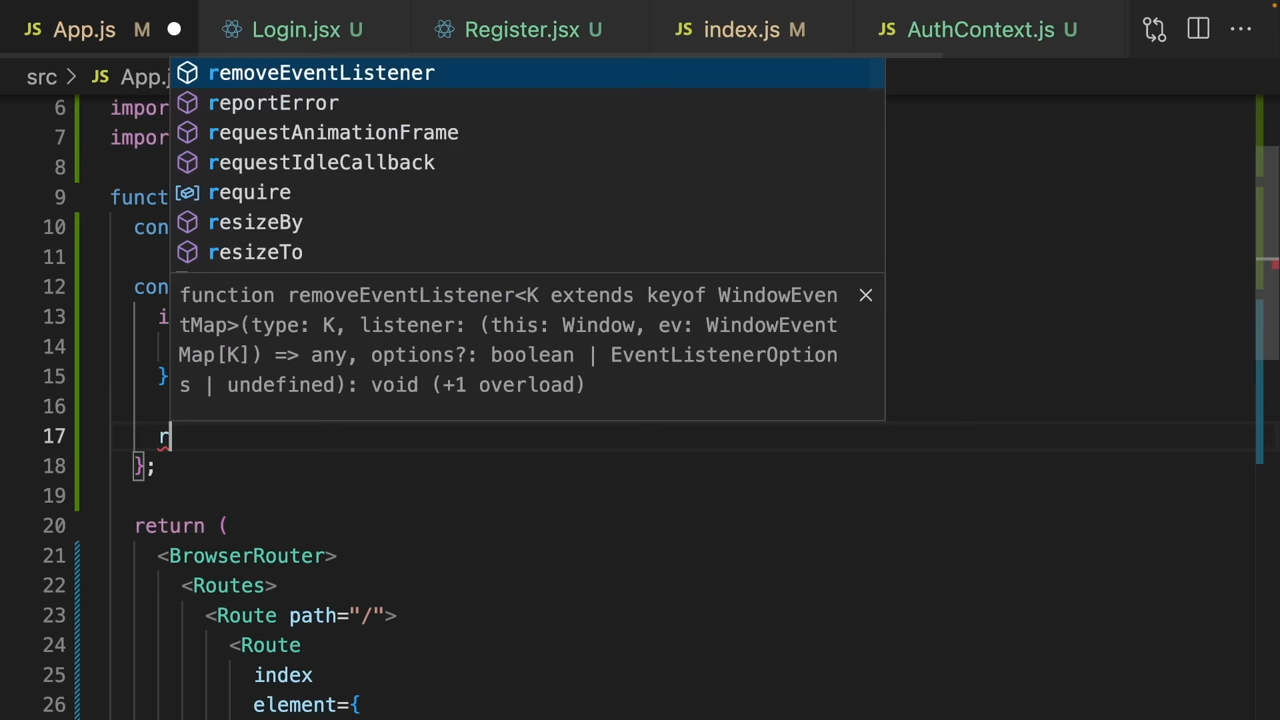 JS App.js M
Login.jsx U
Register.jsx U
JS index.js M
JS AuthContext.js U
src > JS App.j
removeEventListener
reportError
requestAnimationFrame
requestIdleCallback
require
resizeBy
resizeTo
function removeEventListener<K extends keyof WindowEven
tMap>(type: K, listener: (this: Window, ev: WindowEvent
Map[K]) => any, options?: boolean | EventListenerOption
s | undefined): void (+1 overload)
6 impor
7 impor
8
9 funct
10 con
11
12 con
13 i
14
15 }
16
17 r
18 };
19
20 return (
21 <BrowserRouter>
22 <Routes>
23 <Route path="/">
24 <Route
25 index
26 element={